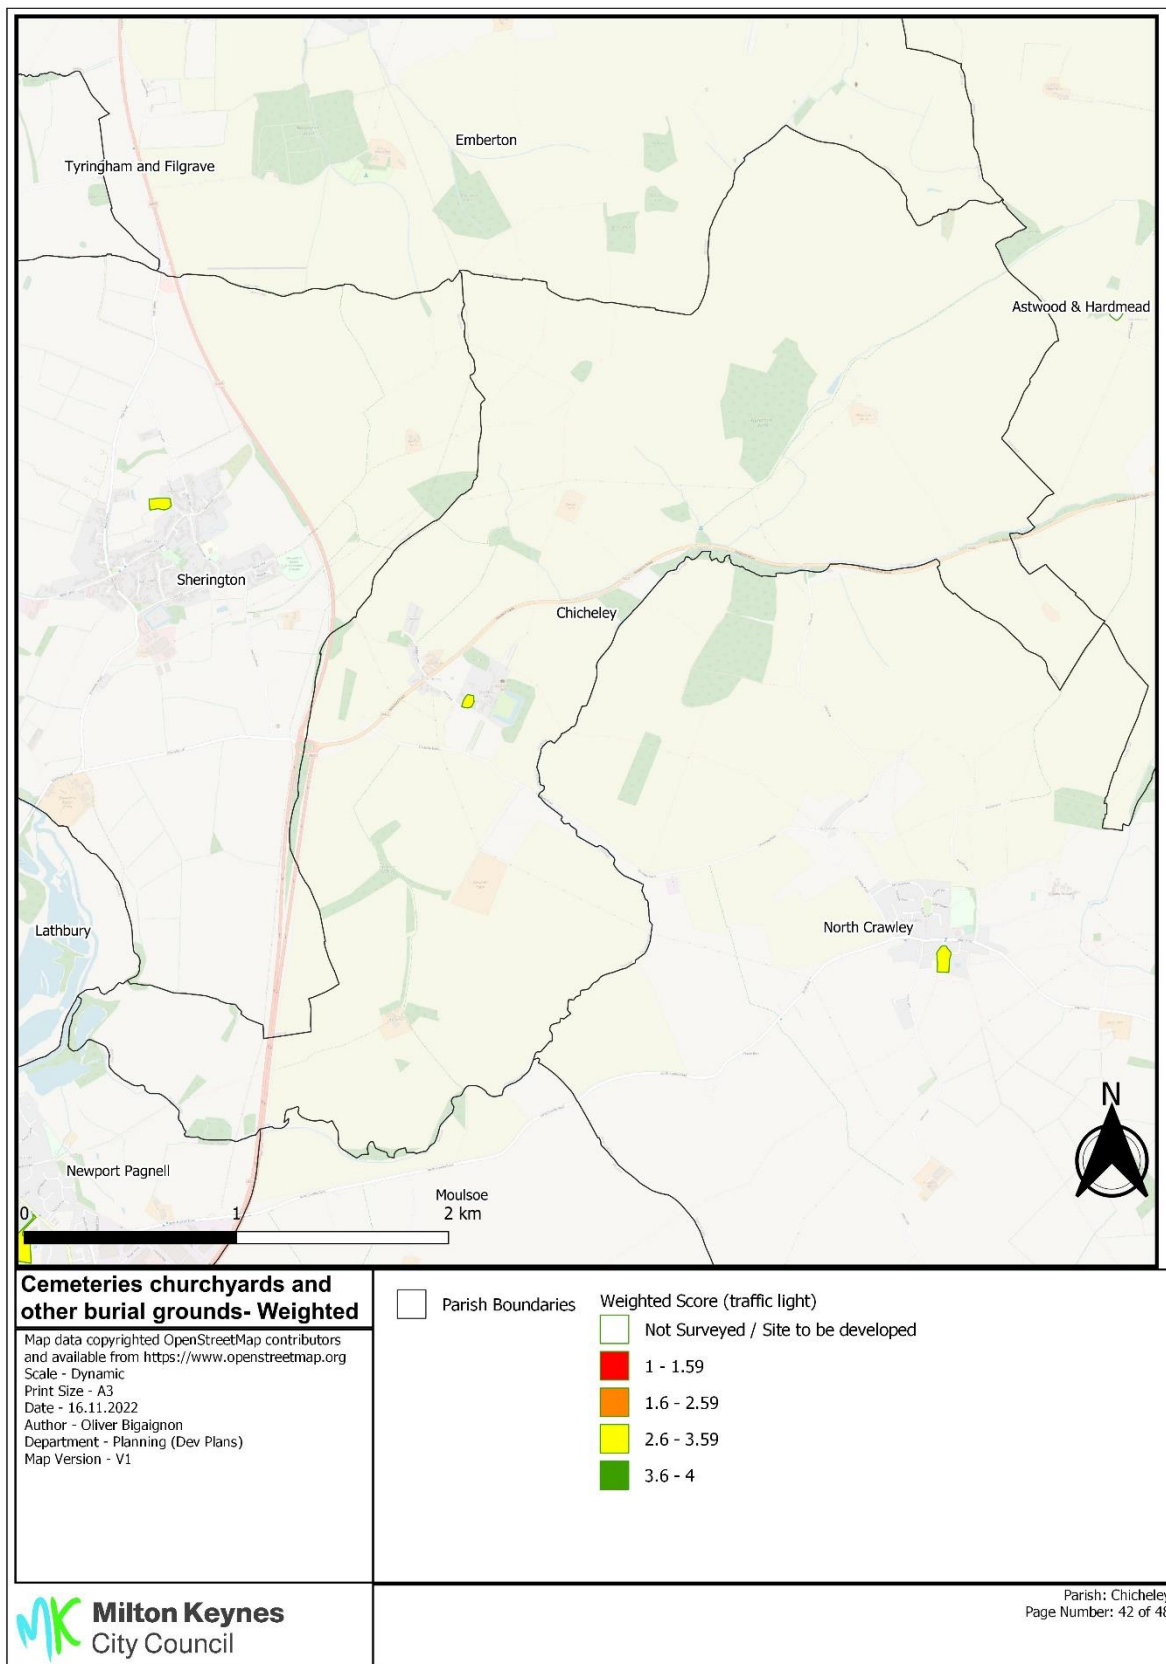 Emberton
Tyringham and Filgrave
Astwood & Hardmead
Sherington
Chicheley
North Crawley
Lathbury
N
Newport Pagnell
Moulsoe
0 1 2 km
Cemeteries churchyards and
other burial grounds- Weighted
Map data copyrighted OpenStreetMap contributors
and available from https://www.openstreetmap.org
Scale - Dynamic
Print Size - A3
Date - 16.11.2022
Author - Oliver Bigaignon
Department - Planning (Dev Plans)
Map Version - V1
Parish Boundaries
Weighted Score (traffic light)
Not Surveyed / Site to be developed
1 - 1.59
1.6 - 2.59
2.6 - 3.59
3.6 - 4
MK Milton Keynes
City Council
Parish: Chicheley
Page Number: 42 of 48